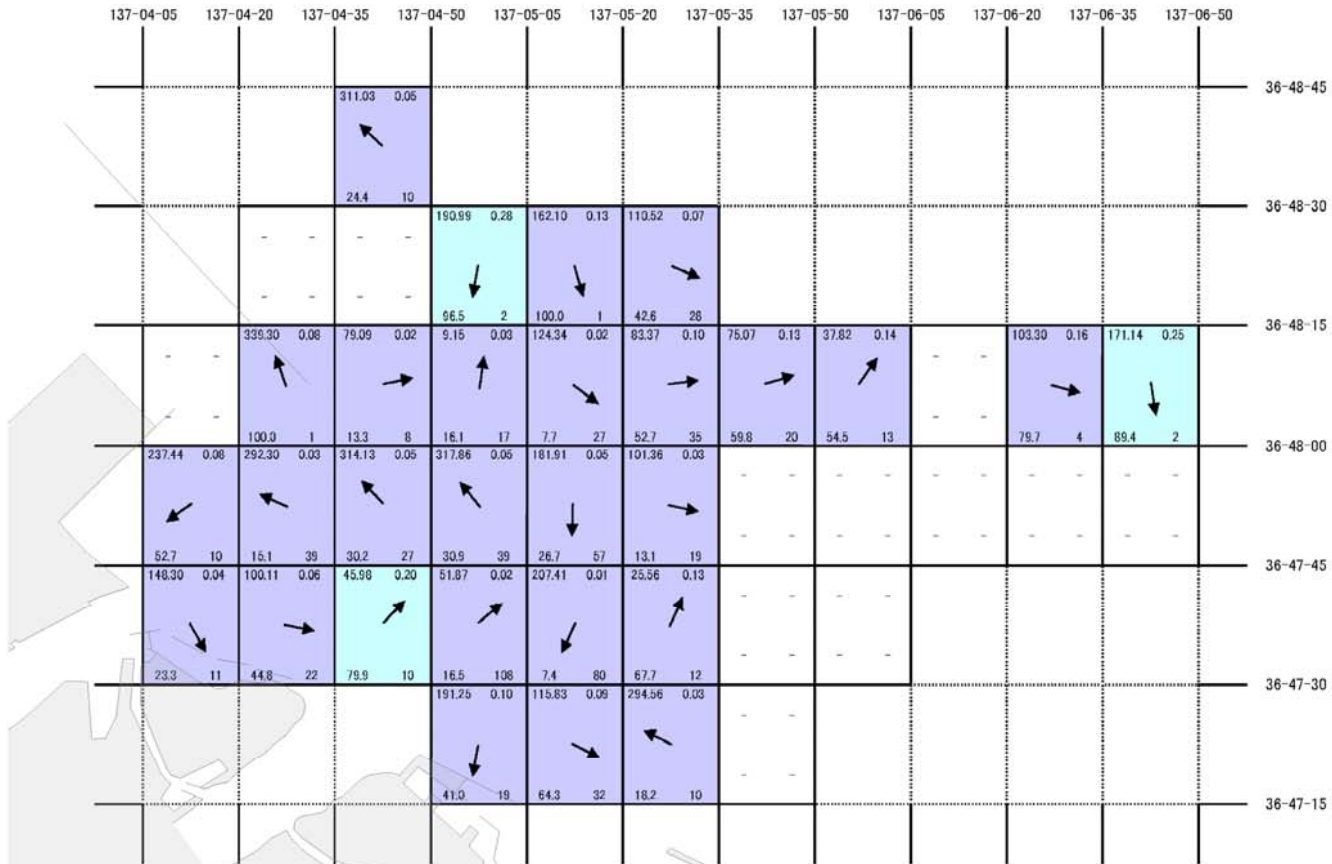 137-04-05 137-04-20 137-04-35 137-04-50 137-05-05 137-05-20 137-05-35 137-05-50 137-06-05 137-06-20 137-06-35 137-06-50
36-48-45
311.03 0.05
24.4 10
36-48-30
190.99 0.28 162.10 0.13 110.52 0.07
- - - -
- - - -
96.5 2 100.0 1 42.6 28
36-48-15
339.30 0.08 79.09 0.02 9.15 0.03 124.34 0.02 83.37 0.10 75.07 0.13 37.82 0.14 103.30 0.16 171.14 0.25
- - - -
- - - -
100.0 1 13.3 8 16.1 17 7.7 27 52.7 35 59.8 20 54.5 13 79.7 4 89.4 2
36-48-00
237.44 0.08 292.30 0.03 314.13 0.05 317.86 0.05 181.91 0.05 101.36 0.03
- - - - - - - - - -
- - - - - - - - - -
52.7 10 15.1 39 30.2 27 30.9 39 26.7 57 13.1 19
36-47-45
148.30 0.04 100.11 0.06 45.98 0.20 51.87 0.02 207.41 0.01 25.56 0.13
- - - -
- - - -
23.3 11 44.8 22 79.9 10 16.5 108 7.4 80 67.7 12
36-47-30
191.25 0.10 115.83 0.09 294.56 0.03
- -
- -
41.0 19 64.3 32 18.2 10
36-47-15